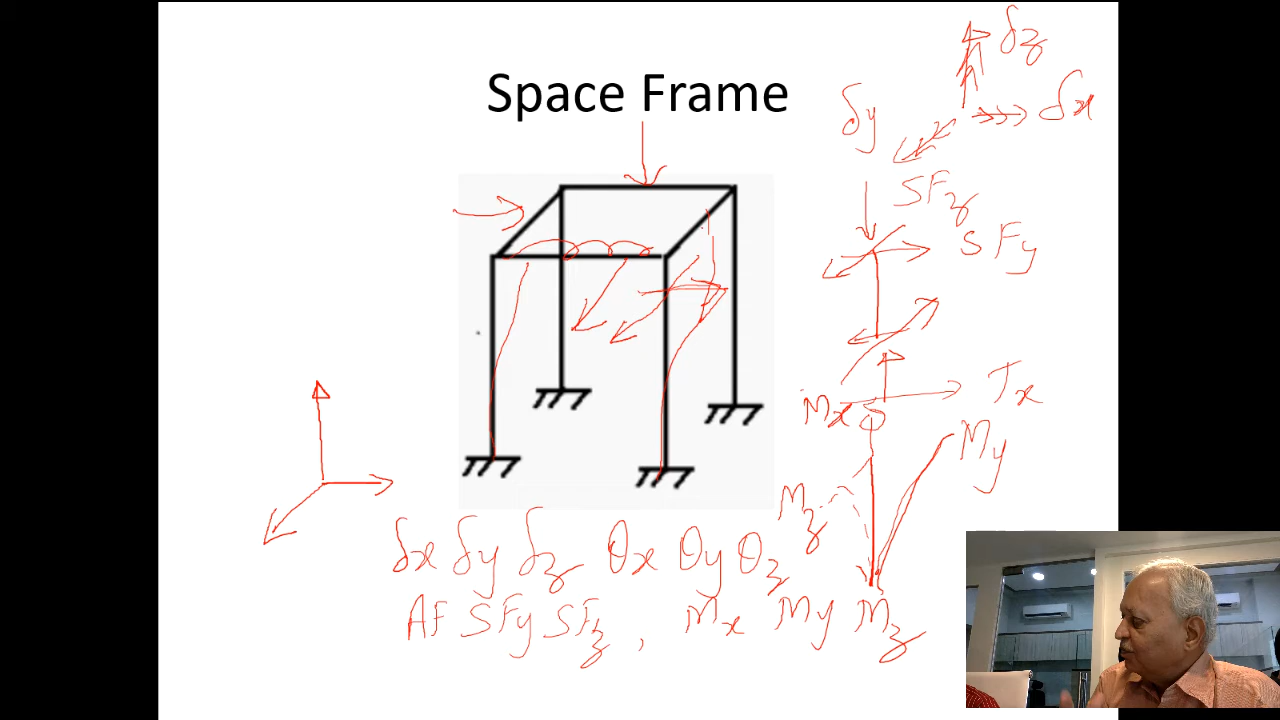 Space Frame
δz
δy
δx
SFz
SFy
Tx
Mx
My
Mz
δx δy δz θx θy θz
AF SFy SFz , Mx My Mz